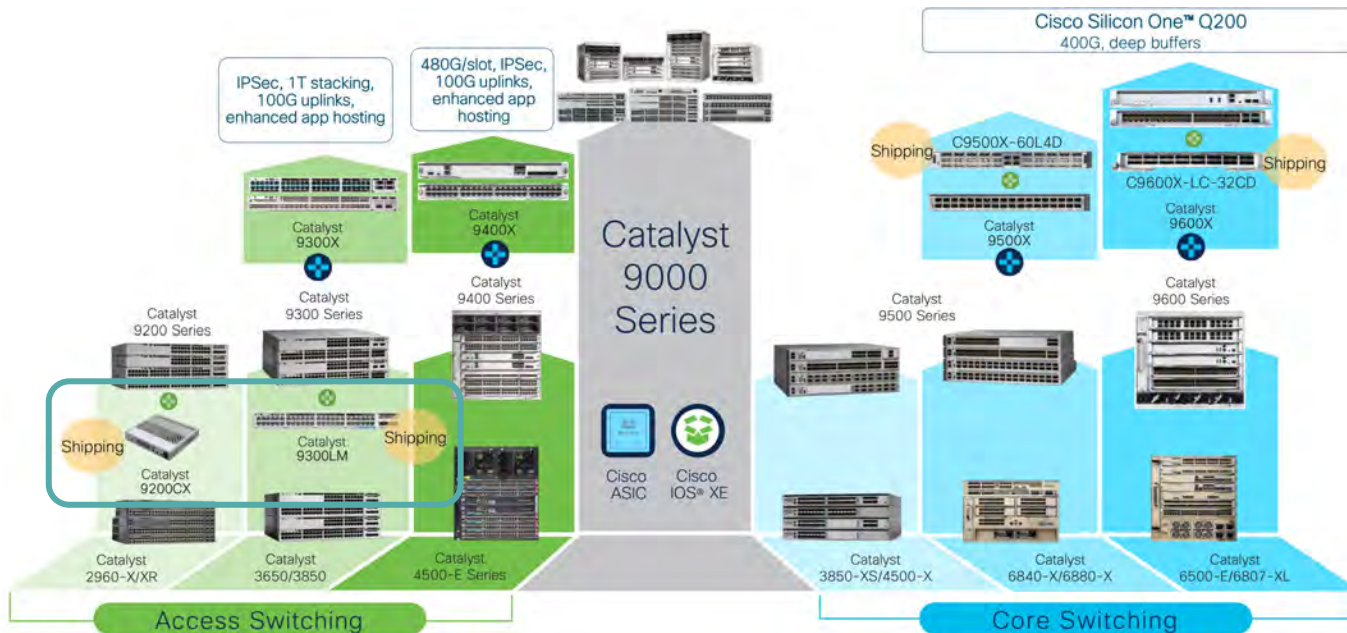 Cisco Silicon One™ Q200
400G, deep buffers
IPSec, 1T stacking,
100G uplinks,
enhanced app hosting
480G/slot, IPSec,
100G uplinks,
enhanced app
hosting
Shipping
C9500X-60L4D
Shipping
C9600X-LC-32CD
Catalyst
9300X
Catalyst
9400X
Catalyst
9500X
Catalyst
9600X
Catalyst
9000
Series
Catalyst
9200 Series
Catalyst
9300 Series
Catalyst
9400 Series
Catalyst
9500 Series
Catalyst
9600 Series
Shipping
Catalyst
9200CX
Catalyst
9300LM
Shipping
Cisco
ASIC
Cisco
IOS® XE
Catalyst
2960-X/XR
Catalyst
3650/3850
Catalyst
4500-E Series
Catalyst
3850-XS/4500-X
Catalyst
6840-X/6880-X
Catalyst
6500-E/6807-XL
Access Switching
Core Switching